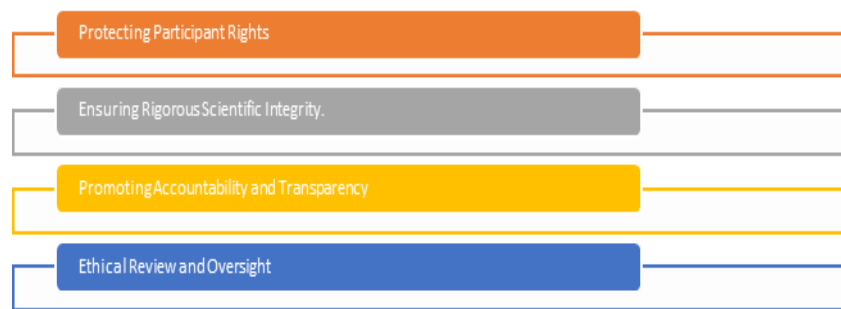 Protecting Participant Rights
Ensuring Rigorous Scientific Integrity.
Promoting Accountability and Transparency
Ethical Review and Oversight